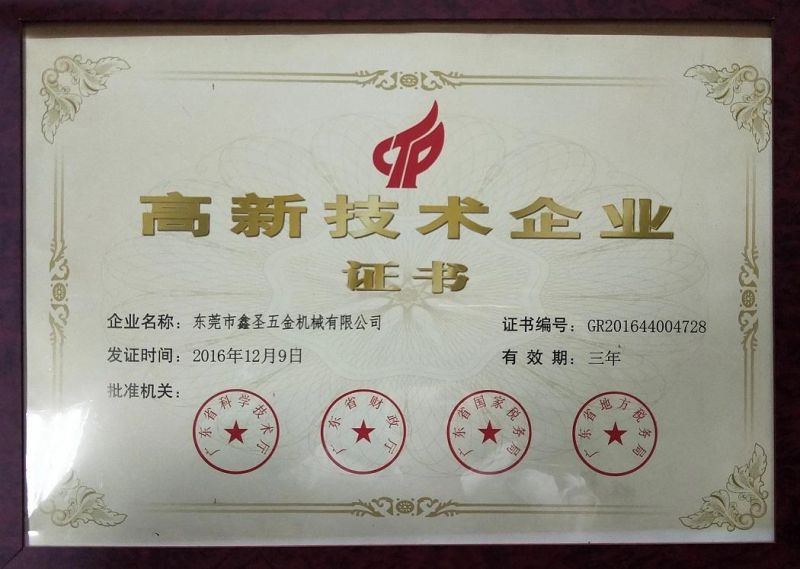 高新技术企业
证书
企业名称：东莞市鑫圣五金机械有限公司
证书编号：GR201644004728
发证时间：2016年12月9日
有效期：三年
批准机关：
广东省科学技术厅
广东省财政厅
广东省国家税务局
广东省地方税务局